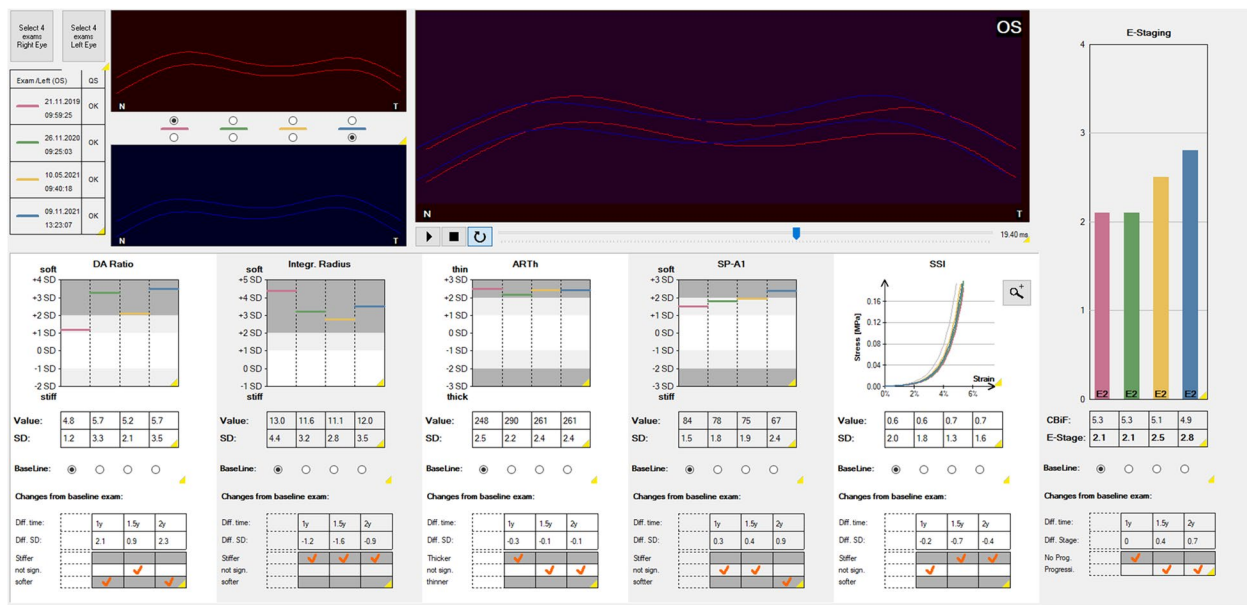 Select 4
exams
Right Eye
Select 4
exams
Left Eye
Exam /Left (OS) QS
21.11.2019
09:59:25
OK
26.11.2020
09:25:03
OK
10.05.2021
09:40:18
OK
09.11.2021
13:23:07
OK
N T
N T
OS
N T
19.40 ms
E-Staging
4
3
2
1
0
E2 E2 E2 E2
CBiF: 5.3 5.3 5.1 4.9
E-Stage: 2.1 2.1 2.5 2.8
BaseLine:
Changes from baseline exam:
Diff. time: 1y 1.5y 2y
Diff. Stage: 0 0.4 0.7
No Prog.
Progressi.
DA Ratio
soft
+4 SD
+3 SD
+2 SD
+1 SD
0 SD
-1 SD
-2 SD
stiff
Value: 4.8 5.7 5.2 5.7
SD: 1.2 3.3 2.1 3.5
BaseLine:
Changes from baseline exam:
Diff. time: 1y 1.5y 2y
Diff. SD: 2.1 0.9 2.3
Stiffer
not sign.
softer
Integr. Radius
soft
+5 SD
+4 SD
+3 SD
+2 SD
+1 SD
0 SD
-1 SD
stiff
Value: 13.0 11.6 11.1 12.0
SD: 4.4 3.2 2.8 3.5
BaseLine:
Changes from baseline exam:
Diff. time: 1y 1.5y 2y
Diff. SD: -1.2 -1.6 -0.9
Stiffer
not sign.
softer
ARTh
thin
+3 SD
+2 SD
+1 SD
0 SD
-1 SD
-2 SD
-3 SD
thick
Value: 248 290 261 261
SD: 2.5 2.2 2.4 2.4
BaseLine:
Changes from baseline exam:
Diff. time: 1y 1.5y 2y
Diff. SD: -0.3 -0.1 -0.1
Thicker
not sign.
thinner
SP-A1
soft
+3 SD
+2 SD
+1 SD
0 SD
-1 SD
-2 SD
-3 SD
stiff
Value: 84 78 75 67
SD: 1.5 1.8 1.9 2.4
BaseLine:
Changes from baseline exam:
Diff. time: 1y 1.5y 2y
Diff. SD: 0.3 0.4 0.9
Stiffer
not sign.
softter
SSI
Stress [MPa]
0.16
0.12
0.08
0.04
0.00
0% 2% 4% 6%
Strain
Value: 0.6 0.6 0.7 0.7
SD: 2.0 1.8 1.3 1.6
BaseLine:
Changes from baseline exam:
Diff. time: 1y 1.5y 2y
Diff. SD: -0.2 -0.7 -0.4
Stiffer
not sign.
softer